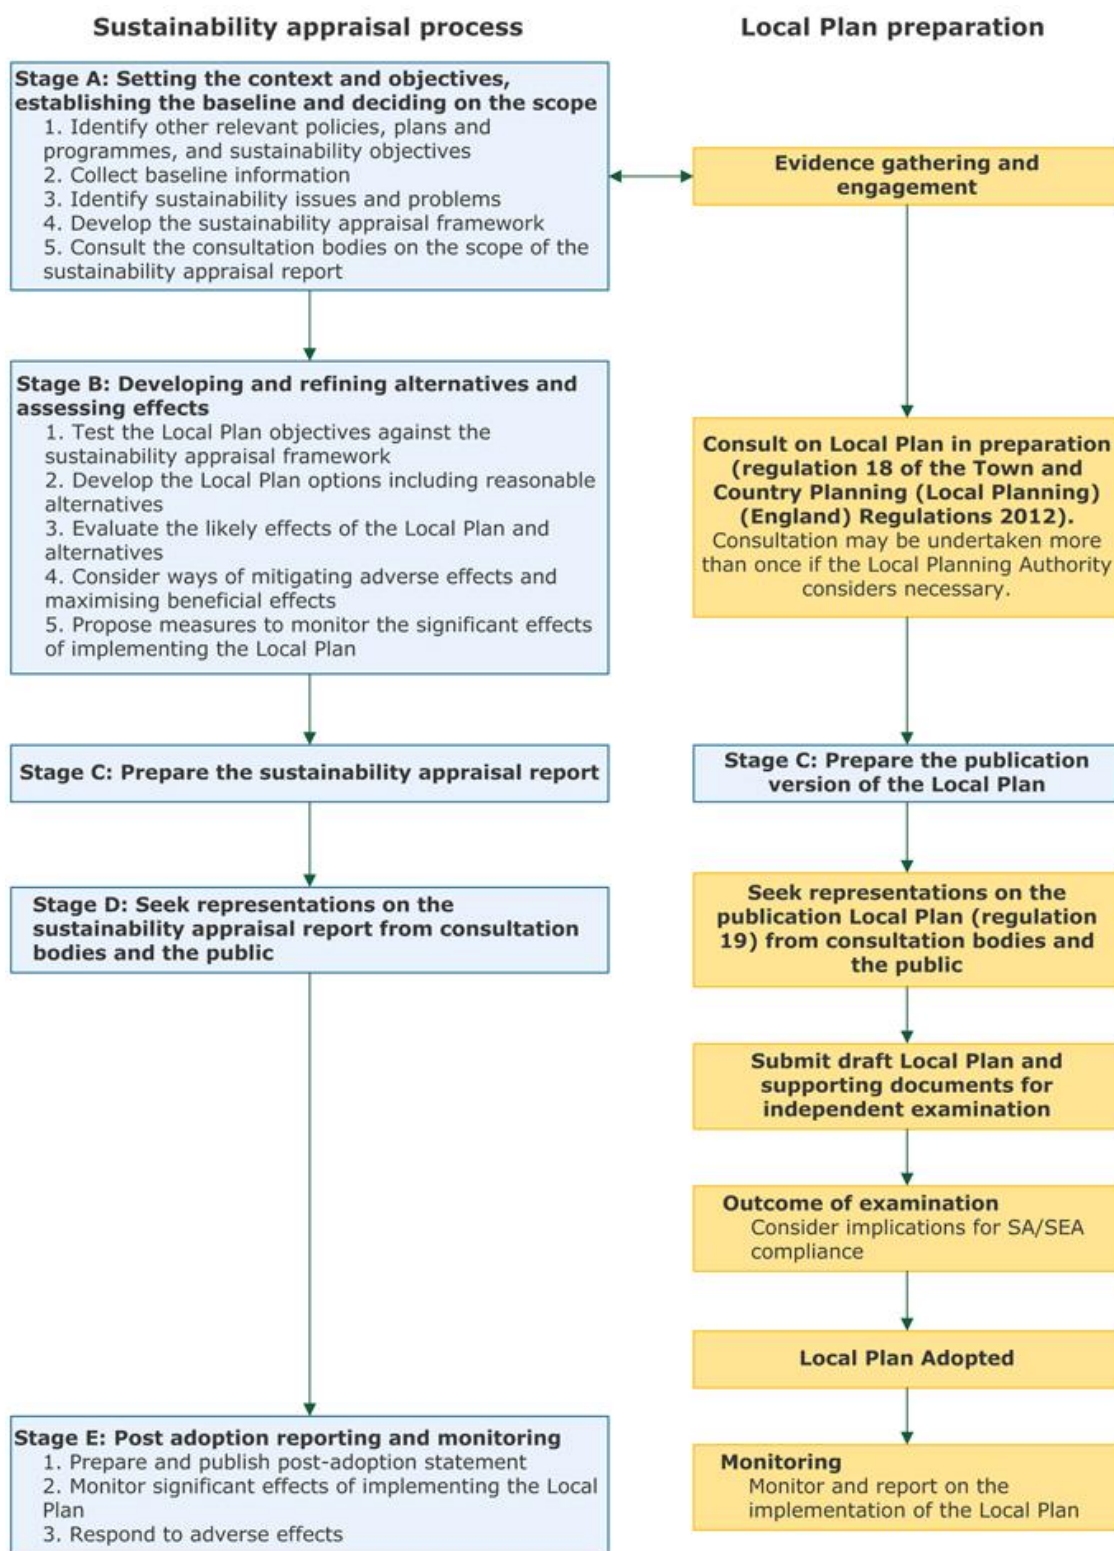 Sustainability appraisal process
Local Plan preparation
Stage A: Setting the context and objectives,
establishing the baseline and deciding on the scope
1. Identify other relevant policies, plans and
programmes, and sustainability objectives
2. Collect baseline information
3. Identify sustainability issues and problems
4. Develop the sustainability appraisal framework
5. Consult the consultation bodies on the scope of the
sustainability appraisal report
Evidence gathering and
engagement
Stage B: Developing and refining alternatives and
assessing effects
1. Test the Local Plan objectives against the
sustainability appraisal framework
2. Develop the Local Plan options including reasonable
alternatives
3. Evaluate the likely effects of the Local Plan and
alternatives
4. Consider ways of mitigating adverse effects and
maximising beneficial effects
5. Propose measures to monitor the significant effects
of implementing the Local Plan
Consult on Local Plan in preparation
(regulation 18 of the Town and
Country Planning (Local Planning)
(England) Regulations 2012).
Consultation may be undertaken more
than once if the Local Planning Authority
considers necessary.
Stage C: Prepare the sustainability appraisal report
Stage C: Prepare the publication
version of the Local Plan
Stage D: Seek representations on the
sustainability appraisal report from consultation
bodies and the public
Seek representations on the
publication Local Plan (regulation
19) from consultation bodies and
the public
Submit draft Local Plan and
supporting documents for
independent examination
Outcome of examination
Consider implications for SA/SEA
compliance
Local Plan Adopted
Stage E: Post adoption reporting and monitoring
1. Prepare and publish post-adoption statement
2. Monitor significant effects of implementing the Local
Plan
3. Respond to adverse effects
Monitoring
Monitor and report on the
implementation of the Local Plan